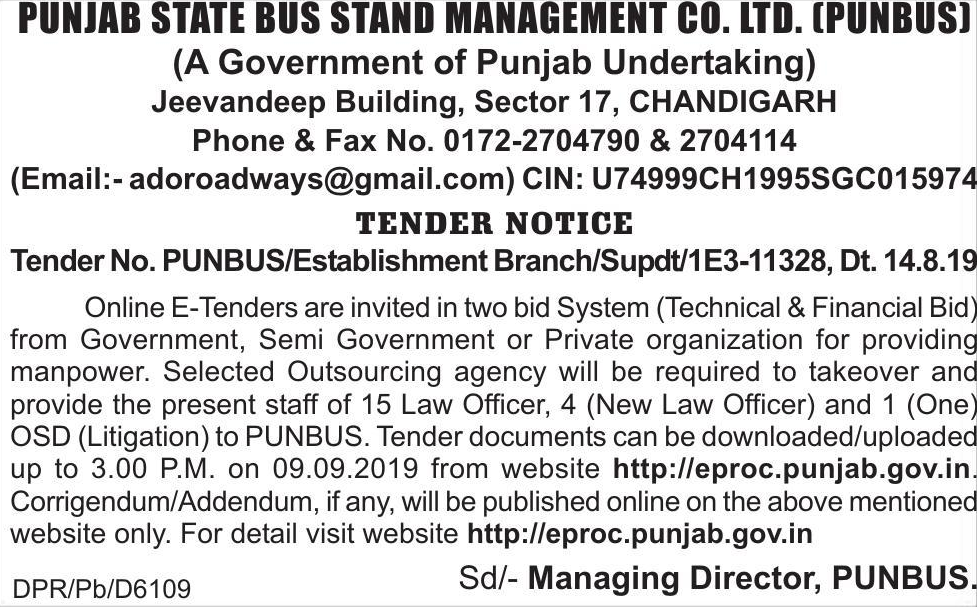 PUNJAB STATE BUS STAND MANAGEMENT CO. LTD. (PUNBUS)
(A Government of Punjab Undertaking)
Jeevandeep Building, Sector 17, CHANDIGARH
Phone & Fax No. 0172-2704790 & 2704114
(Email:- adoroadways@gmail.com) CIN: U74999CH1995SGC015974
TENDER NOTICE
Tender No. PUNBUS/Establishment Branch/Supdt/1E3-11328, Dt. 14.8.19
Online E-Tenders are invited in two bid System (Technical & Financial Bid)
from Government, Semi Government or Private organization for providing
manpower. Selected Outsourcing agency will be required to takeover and
provide the present staff of 15 Law Officer, 4 (New Law Officer) and 1 (One)
OSD (Litigation) to PUNBUS. Tender documents can be downloaded/uploaded
up to 3.00 P.M. on 09.09.2019 from website http://eproc.punjab.gov.in.
Corrigendum/Addendum, if any, will be published online on the above mentioned
website only. For detail visit website http://eproc.punjab.gov.in
Sd/- Managing Director, PUNBUS.
DPR/Pb/D6109